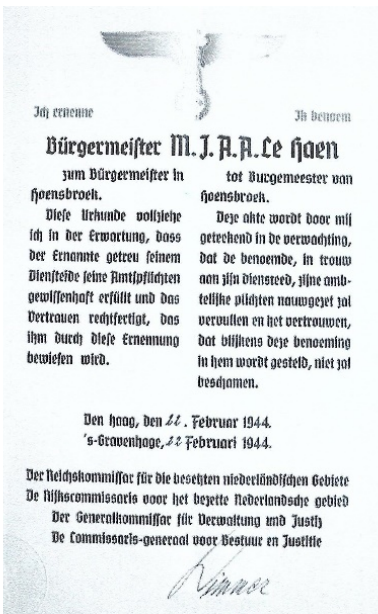 Ich ernenne
Ik benoem
Bürgermeister M.J.A.A.Le Haen
zum Bürgermeister in
Hoensbroek.
Diese Urkunde vollziehe
ich in der Erwartung, dass
der Ernannte getreu seinem
Diensteide seine Amtspflichten
gewissenhaft erfüllt und das
Vertrauen rechtfertigt, das
ihm durch diese Ernennung
bewiesen wird.
tot Burgemeester van
Hoensbroek.
Deze akte wordt door mij
getekend in de verwachting,
dat de benoemde, in trouw
aan zijn diensteed, zijne amb-
telijke plichten nauwgezet zal
vervullen en het vertrouwen,
dat blijkens deze benoeming
in hem wordt gesteld, niet zal
beschamen.
Den Haag, den 22. Februar 1944.
's-Gravenhage, 22 Februari 1944.
Der Reichskommissar für die besetzten niederländischen Gebiete
De Rijkscommissaris voor het bezette Nederlandsche gebied
Der Generalkommissar für Verwaltung und Justiz
De Commissaris-generaal voor Bestuur en Justitie
Wimmer